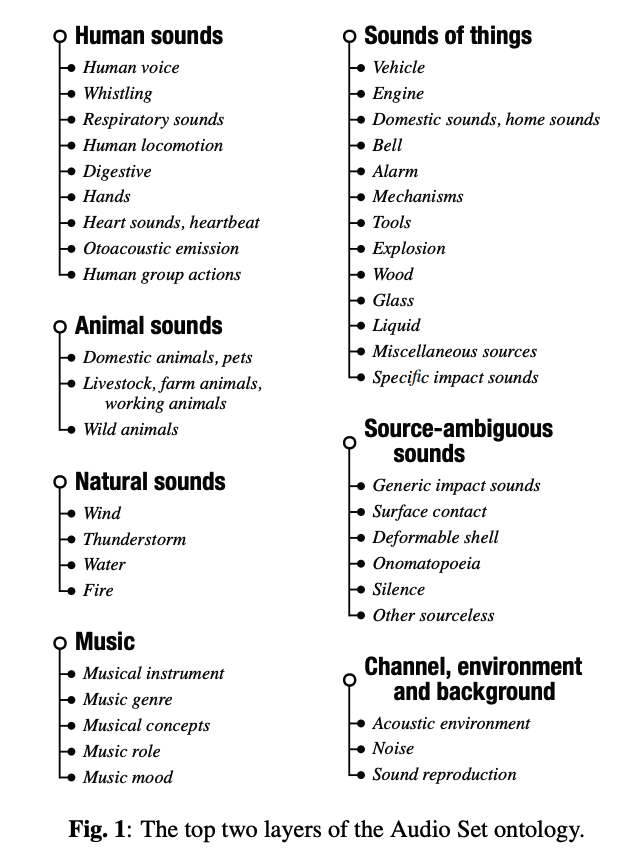 Human sounds
Human voice
Whistling
Respiratory sounds
Human locomotion
Digestive
Hands
Heart sounds, heartbeat
Otoacoustic emission
Human group actions
Animal sounds
Domestic animals, pets
Livestock, farm animals,
working animals
Wild animals
Natural sounds
Wind
Thunderstorm
Water
Fire
Music
Musical instrument
Music genre
Musical concepts
Music role
Music mood
Sounds of things
Vehicle
Engine
Domestic sounds, home sounds
Bell
Alarm
Mechanisms
Tools
Explosion
Wood
Glass
Liquid
Miscellaneous sources
Specific impact sounds
Source-ambiguous
sounds
Generic impact sounds
Surface contact
Deformable shell
Onomatopoeia
Silence
Other sourceless
Channel, environment
and background
Acoustic environment
Noise
Sound reproduction
Fig. 1: The top two layers of the Audio Set ontology.